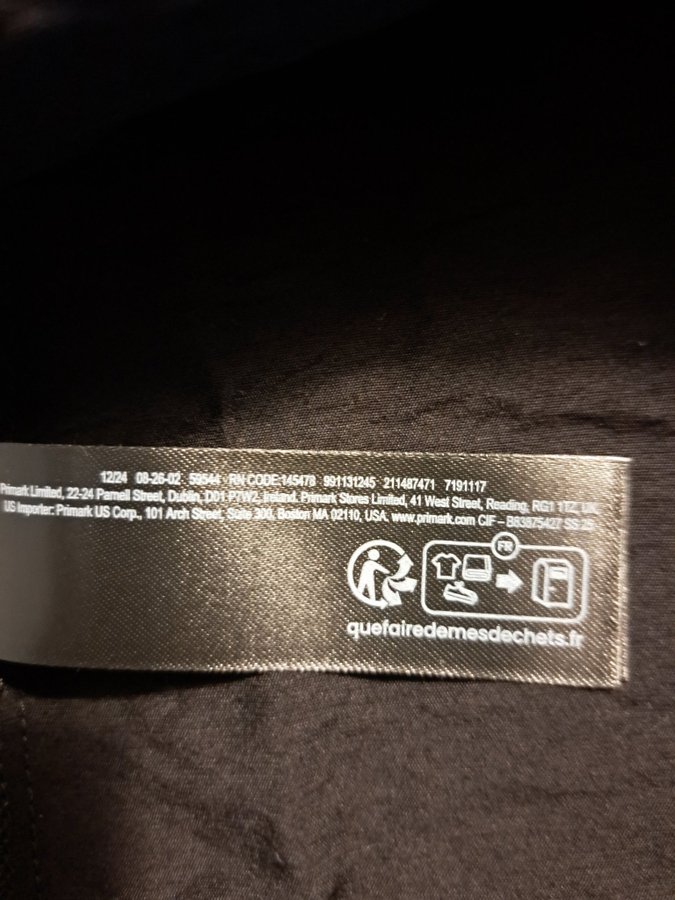 12/24 08-26-02 59544 RN CODE:145478 991131245 211487471 7191117
Primark Limited, 22-24 Parnell Street, Dublin, D01 P7W2, Ireland. Primark Stores Limited, 41 West Street, Reading, RG1 1TZ, UK.
US Importer: Primark US Corp., 101 Arch Street, Suite 300, Boston MA 02110, USA. www.primark.com CIF - B83875427 SS 25
FR
quefairedemesdechets.fr